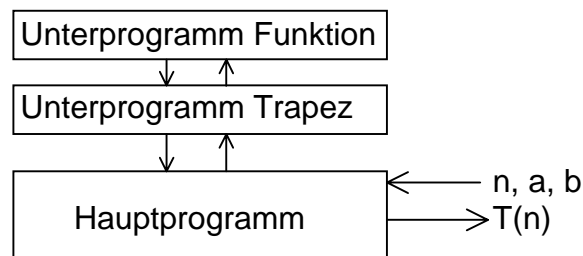 Unterprogramm Funktion
Unterprogramm Trapez
n, a, b
Hauptprogramm
T(n)